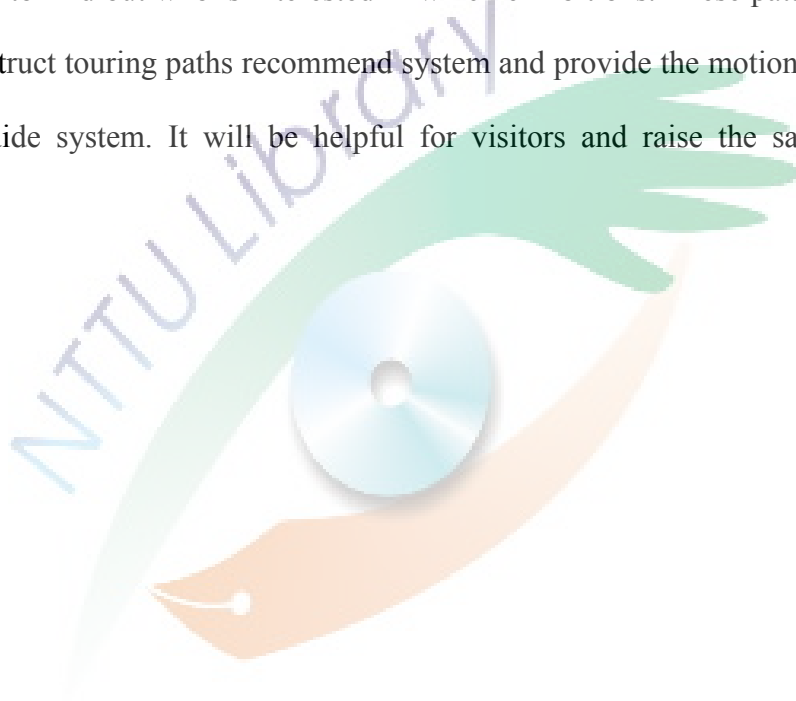 truct touring paths recommend system and provide the motion
ide system. It will be helpful for visitors and raise the sa
NTTU Library